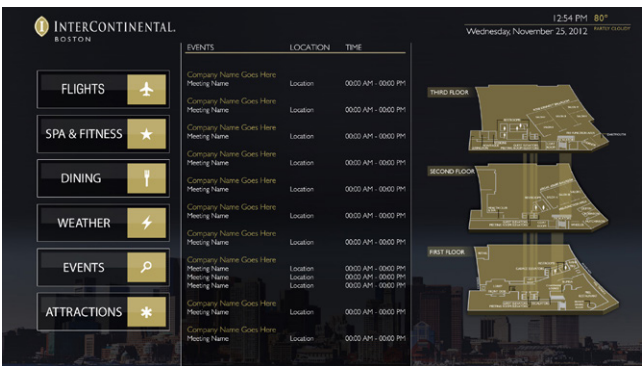 INTERCONTINENTAL.
BOSTON
12:54 PM 80°
Wednesday, November 25, 2012 PARTLY CLOUDY
EVENTS LOCATION TIME
FLIGHTS
SPA & FITNESS
DINING
WEATHER
EVENTS
ATTRACTIONS
Company Name Goes Here
Meeting Name Location 00:00 AM - 00:00 PM
Company Name Goes Here
Meeting Name Location 00:00 AM - 00:00 PM
Company Name Goes Here
Meeting Name Location 00:00 AM - 00:00 PM
Company Name Goes Here
Meeting Name Location 00:00 AM - 00:00 PM
Company Name Goes Here
Meeting Name Location 00:00 AM - 00:00 PM
Company Name Goes Here
Meeting Name Location 00:00 AM - 00:00 PM
Company Name Goes Here
Meeting Name Location 00:00 AM - 00:00 PM
Company Name Goes Here
Meeting Name Location 00:00 AM - 00:00 PM
Meeting Name Location 00:00 AM - 00:00 PM
Meeting Name Location 00:00 AM - 00:00 PM
Company Name Goes Here
Meeting Name Location 00:00 AM - 00:00 PM
Company Name Goes Here
Meeting Name Location 00:00 AM - 00:00 PM
THIRD FLOOR
SECOND FLOOR
FIRST FLOOR